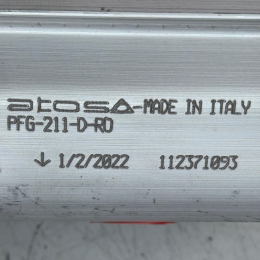 atosA-MADE IN ITALY
PFG-211-D-RO
↓ 1/2/2022 112371093